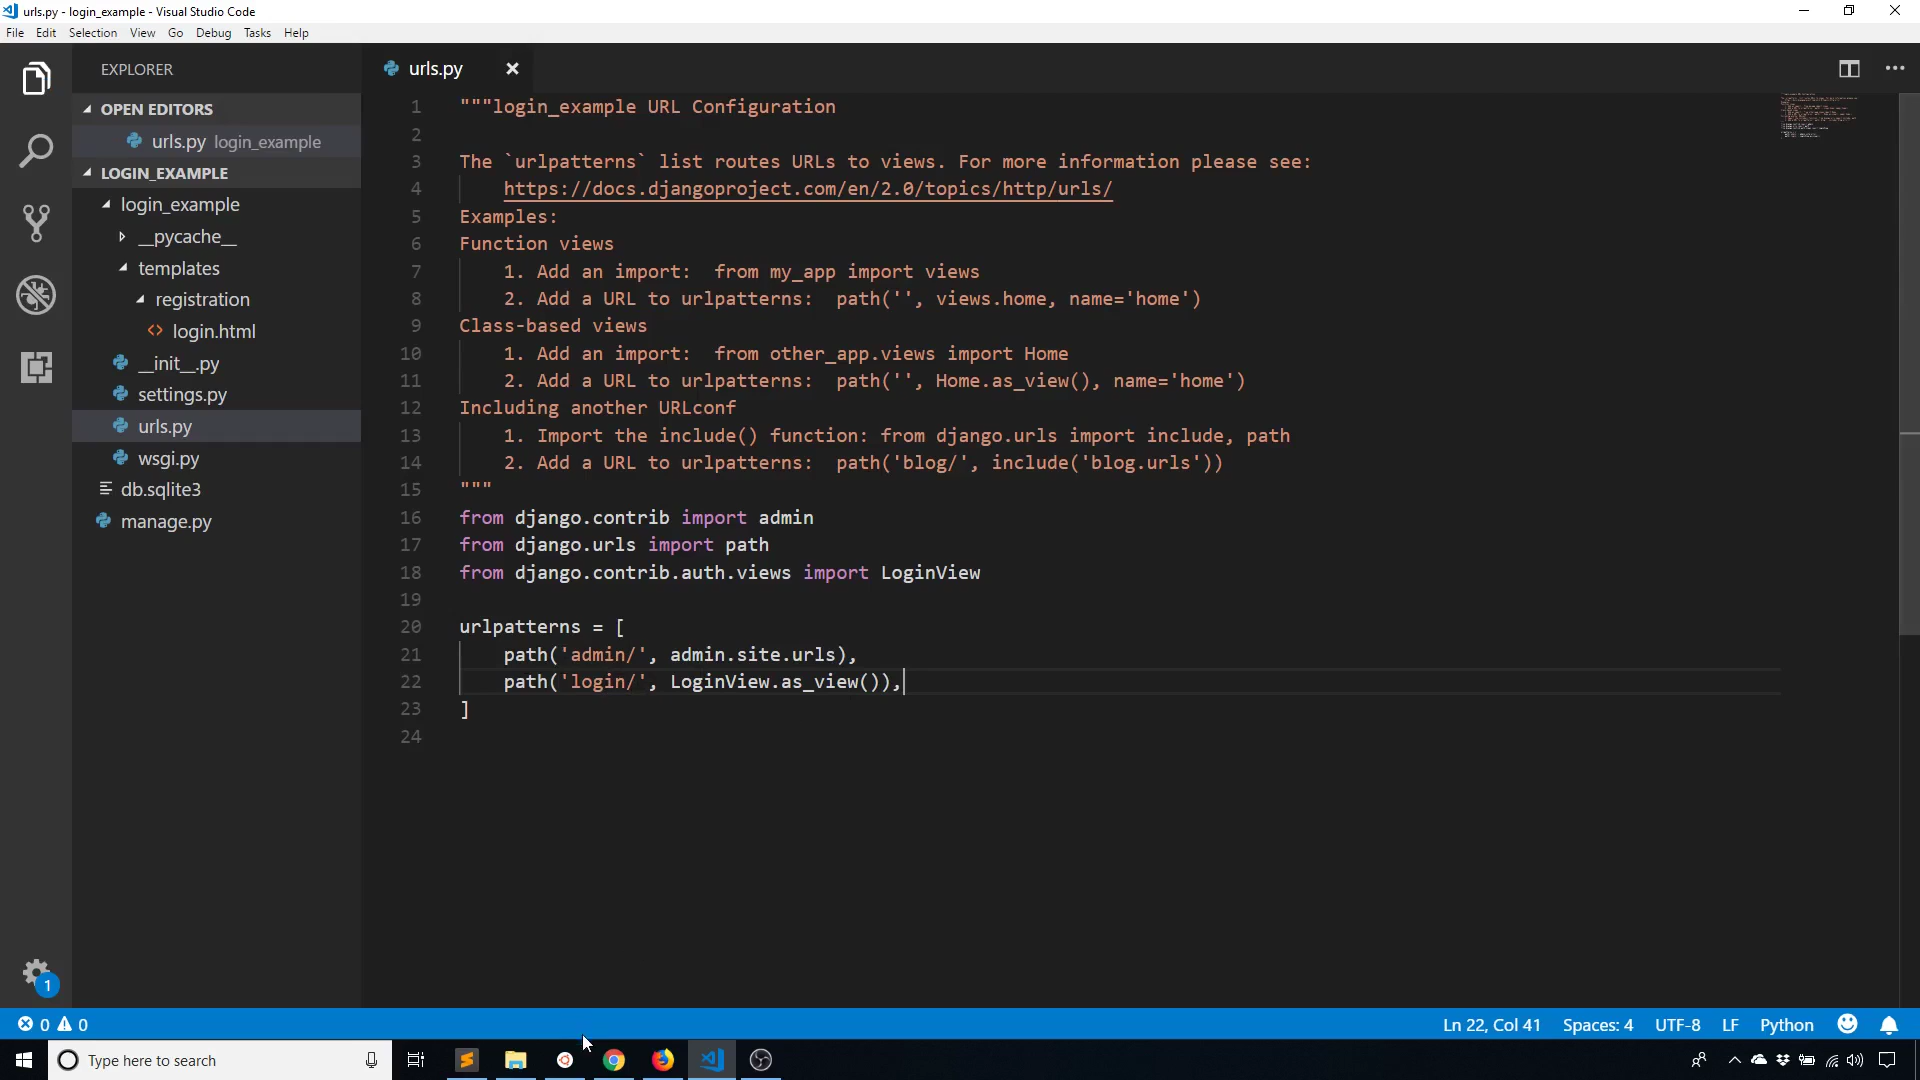 urls.py - login_example - Visual Studio Code
File Edit Selection View Go Debug Tasks Help
EXPLORER
OPEN EDITORS
urls.py login_example
LOGIN_EXAMPLE
login_example
__pycache__
templates
registration
login.html
__init__.py
settings.py
urls.py
wsgi.py
db.sqlite3
manage.py
1
urls.py
1 """login_example URL Configuration
2
3 The `urlpatterns` list routes URLs to views. For more information please see:
4     https://docs.djangoproject.com/en/2.0/topics/http/urls/
5 Examples:
6 Function views
7     1. Add an import:  from my_app import views
8     2. Add a URL to urlpatterns:  path('', views.home, name='home')
9 Class-based views
10     1. Add an import:  from other_app.views import Home
11     2. Add a URL to urlpatterns:  path('', Home.as_view(), name='home')
12 Including another URLconf
13     1. Import the include() function: from django.urls import include, path
14     2. Add a URL to urlpatterns:  path('blog/', include('blog.urls'))
15 """
16 from django.contrib import admin
17 from django.urls import path
18 from django.contrib.auth.views import LoginView
19
20 urlpatterns = [
21     path('admin/', admin.site.urls),
22     path('login/', LoginView.as_view()),
23 ]
24
0 0 Ln 22, Col 41 Spaces: 4 UTF-8 LF Python
Type here to search